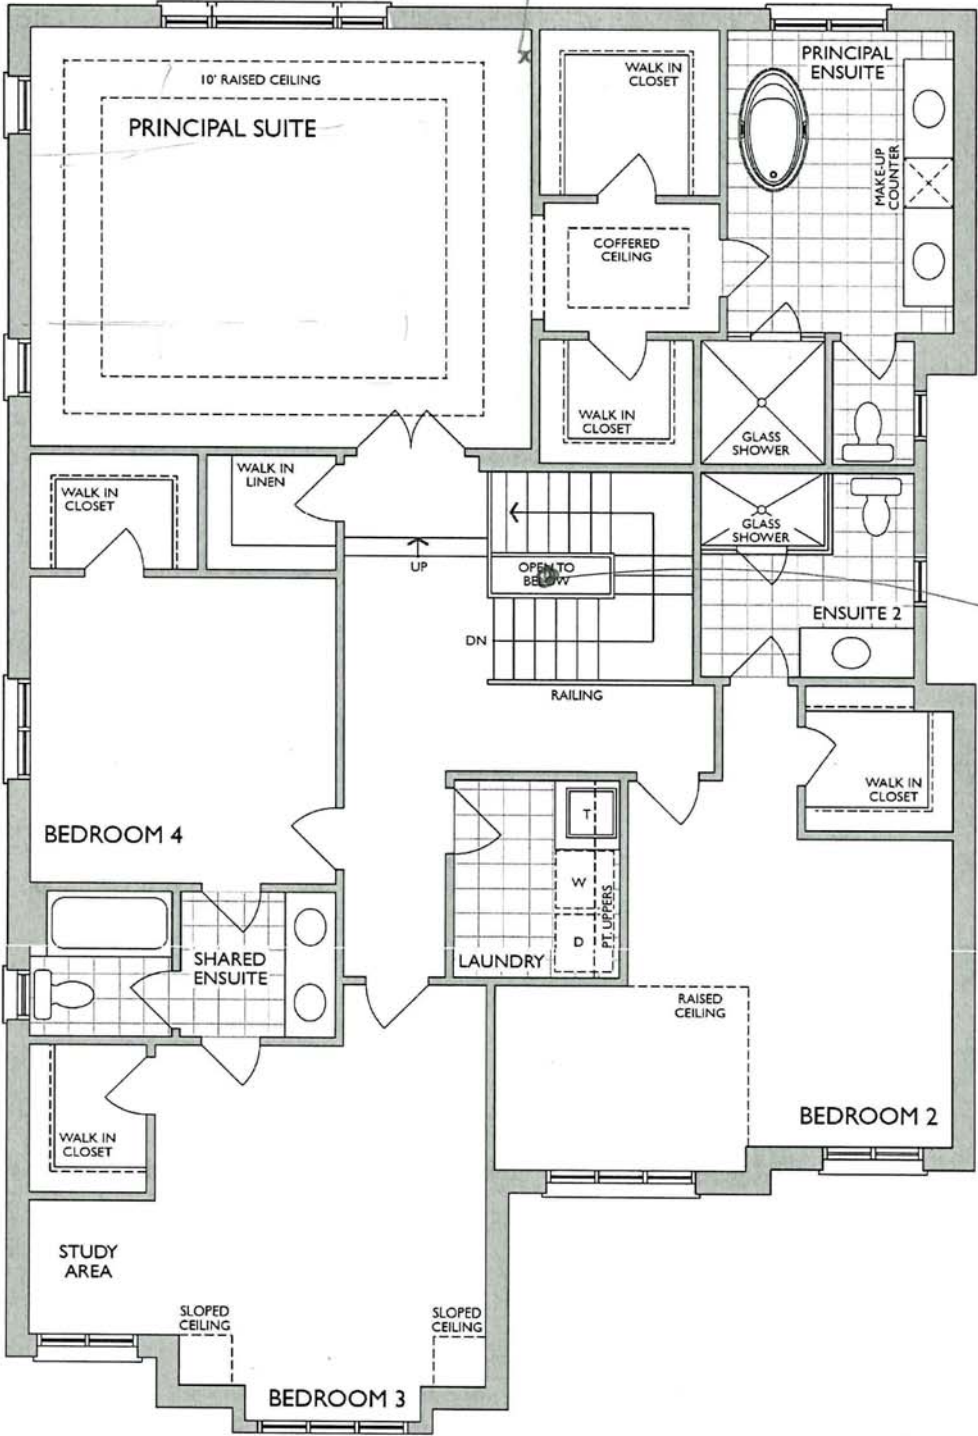 10' RAISED CEILING
PRINCIPAL SUITE
WALK IN
CLOSET
PRINCIPAL
ENSUITE
MAKE-UP
COUNTER
COFFERED
CEILING
WALK IN
CLOSET
GLASS
SHOWER
WALK IN
CLOSET
WALK IN
LINEN
UP
OPEN TO
BELOW
GLASS
SHOWER
ENSUITE 2
DN
RAILING
WALK IN
CLOSET
BEDROOM 4
T
W
D
PT. UPPERS
LAUNDRY
SHARED
ENSUITE
RAISED
CEILING
BEDROOM 2
WALK IN
CLOSET
STUDY
AREA
SLOPED
CEILING
SLOPED
CEILING
BEDROOM 3